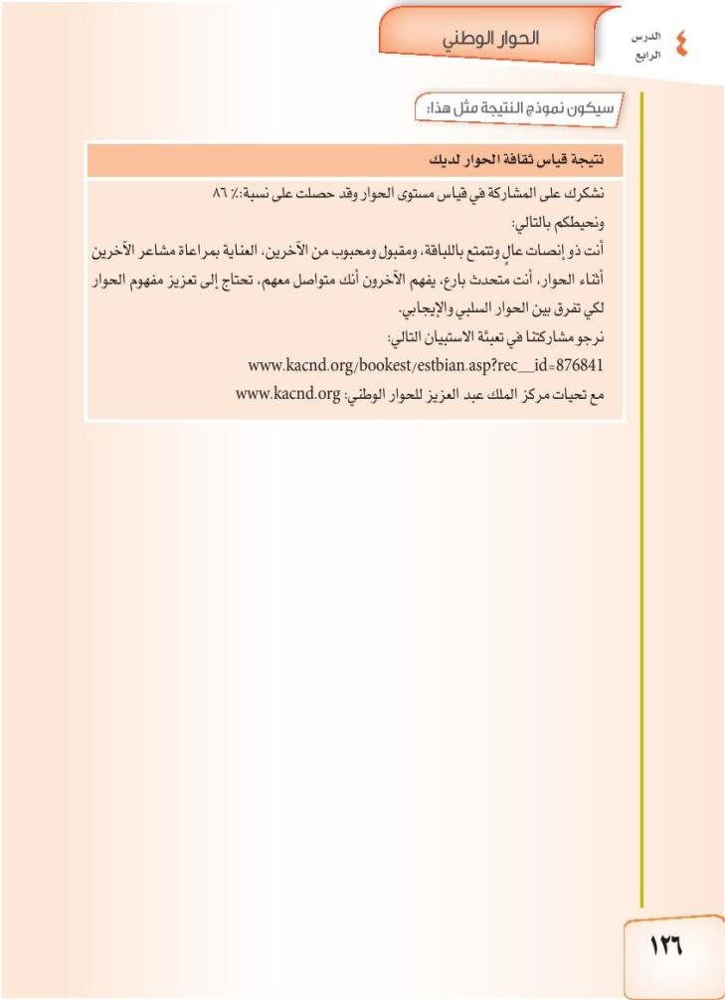 ٤
الدرس
الرابع
الحوار الوطني
سيكون نموذج النتيجة مثل هذا:
نتيجة قياس ثقافة الحوار لديك
نشكرك على المشاركة في قياس مستوى الحوار وقد حصلت على نسبة:٪ ٨٦
ونحيطكم بالتالي:
أنت ذو إنصات عالٍ وتتمتع باللباقة، ومقبول ومحبوب من الآخرين، العناية بمراعاة مشاعر الآخرين
أثناء الحوار، أنت متحدث بارع، يفهم الآخرون أنك متواصل معهم، تحتاج إلى تعزيز مفهوم الحوار
لكي تفرق بين الحوار السلبي والإيجابي.
نرجو مشاركتنا في تعبئة الاستبيان التالي:
www.kacnd.org/bookest/estbian.asp?rec__id=876841
مع تحيات مركز الملك عبد العزيز للحوار الوطني: www.kacnd.org
١٢٦